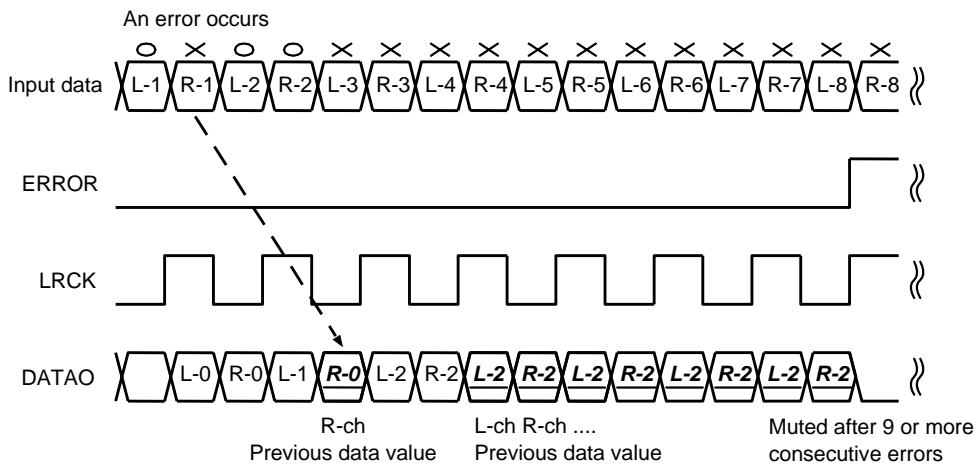 An error occurs
O X O O X X X X X X X X X X X X
Input data L-1 R-1 L-2 R-2 L-3 R-3 L-4 R-4 L-5 R-5 L-6 R-6 L-7 R-7 L-8 R-8
ERROR
LRCK
DATAO L-0 R-0 L-1 R-0 L-2 R-2 L-2 R-2 L-2 R-2 L-2 R-2 L-2 R-2
R-ch L-ch R-ch .... Muted after 9 or more
Previous data value Previous data value consecutive errors